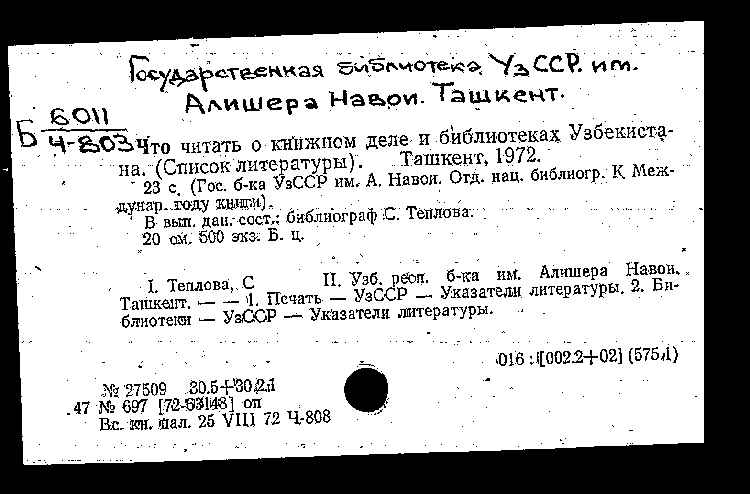 Государственная библиотека УзССР. им.
Алишера Навои. Ташкент.
Б 6011
Ч-803
Что читать о книжном деле и библиотеках Узбекиста-
на. (Список литературы). Ташкент, 1972.
23 с. (Гос. б-ка УзССР им. А. Навои. Отд. нац. библиогр. К Меж-
дунар. году книги).
В вып. дан. сост.: библиограф С. Теплова.
20 см. 500 экз. Б. ц.
I. Теплова, С II. Узб. респ. б-ка им. Алишера Навои.
Ташкент. — — 1. Печать — УзССР — Указатели литературы. 2. Би-
блиотеки — УзССР — Указатели литературы.
016 : [002.2+02] (575.1)
№ 27509 30.5+30.2.1
47 № 697 [72-63148] оп
Вс. кн. пал. 25 VIII 72 Ч-808